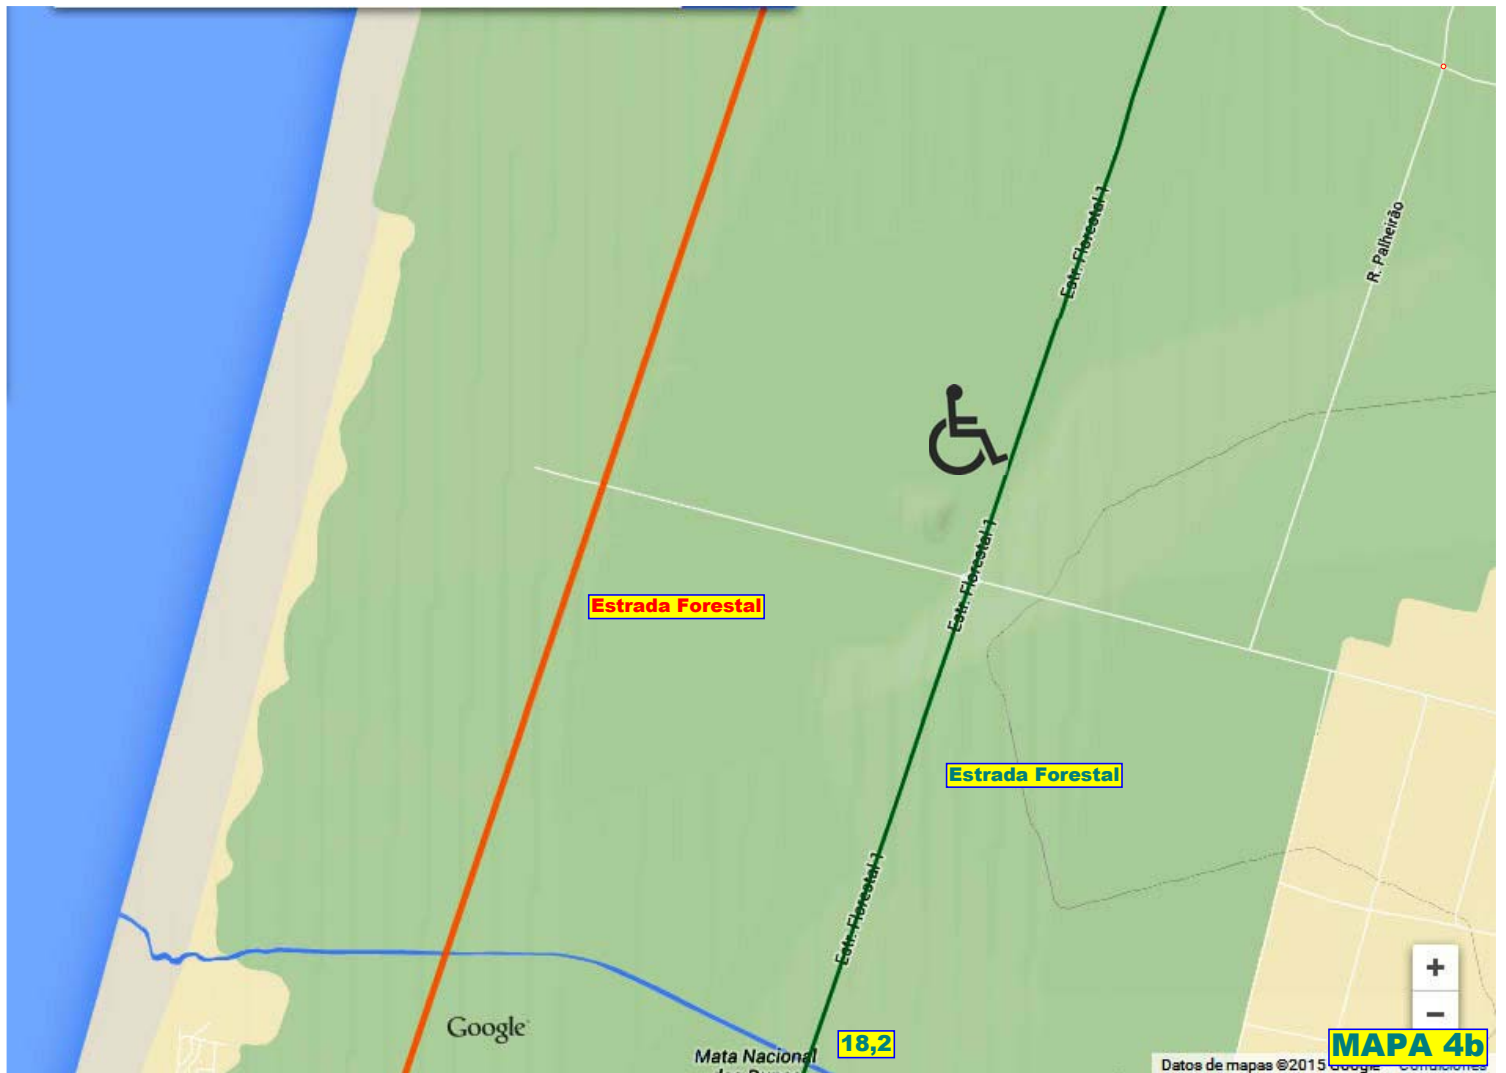 Estr. Florestal 1
R. Palheirão
Estr. Florestal 1
Estrada Forestal
Estrada Forestal
Estr. Florestal 1
+
−
Google
18,2
Mata Nacional
MAPA 4b
Datos de mapas ©2015 Google